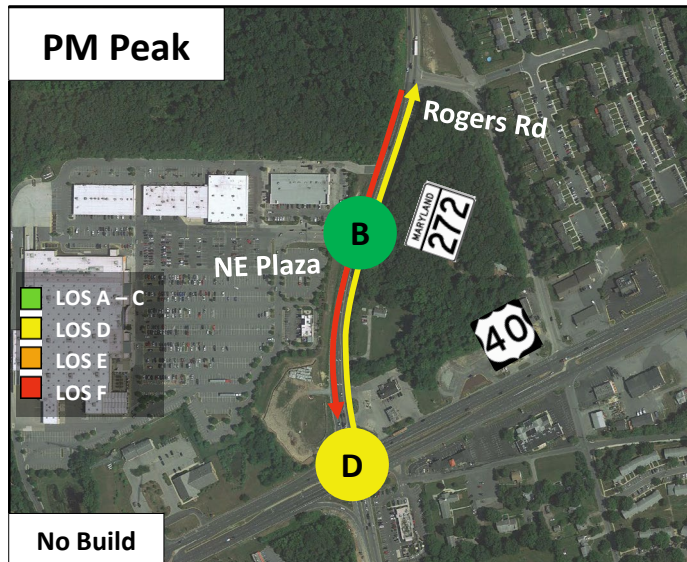 PM Peak
Rogers Rd
B
MARYLAND
272
NE Plaza
LOS A – C
LOS D
40
LOS E
LOS F
D
No Build